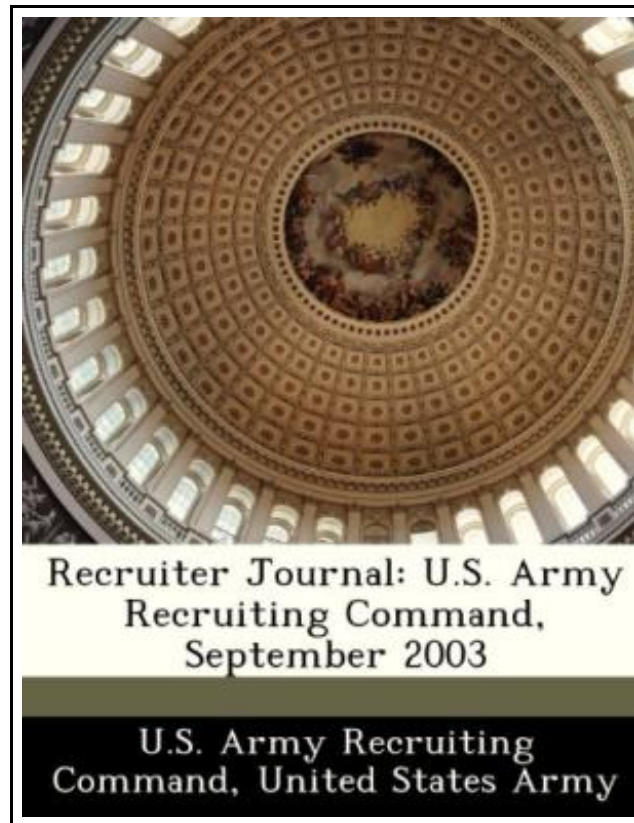 Recruiter Journal: U.S. Army
Recruiting Command,
September 2003
U.S. Army Recruiting
Command, United States Army